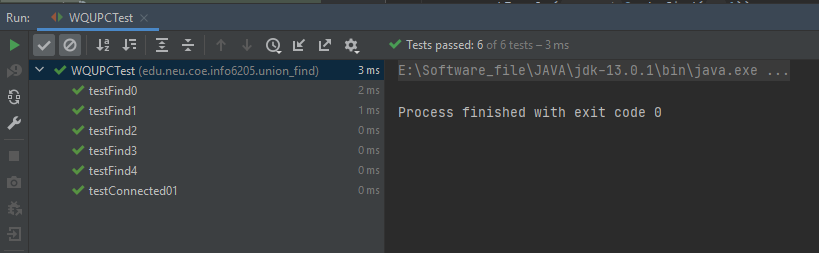 Run: WQUPCTest ×
Tests passed: 6 of 6 tests – 3 ms
WQUPCTest (edu.neu.coe.info6205.union_find) 3 ms
testFind0 2 ms
testFind1 1 ms
testFind2 0 ms
testFind3 0 ms
testFind4 0 ms
testConnected01 0 ms
E:\Software_file\JAVA\jdk-13.0.1\bin\java.exe ...
Process finished with exit code 0